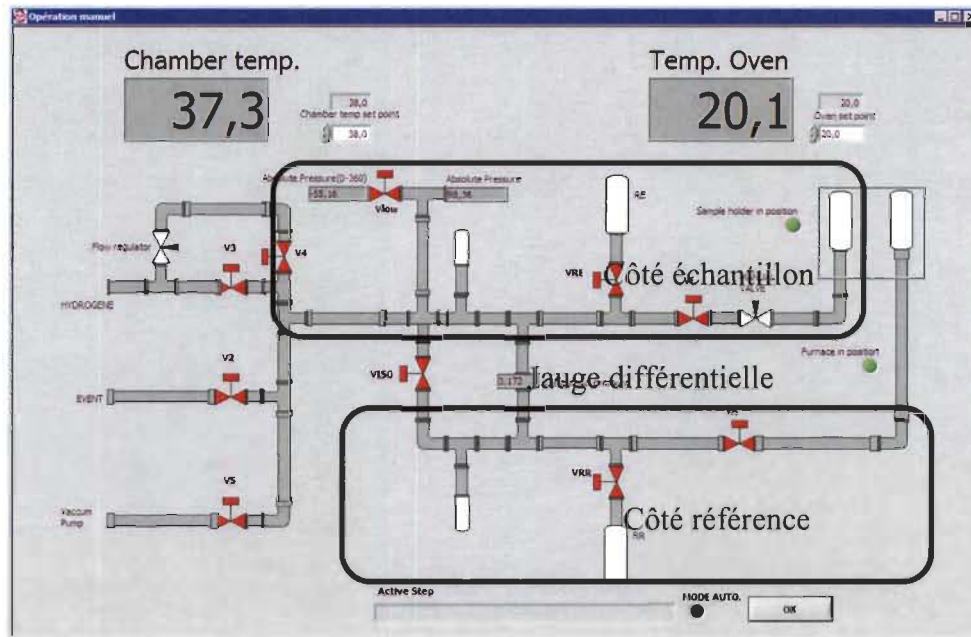 Opération manuel
Chamber temp.
37,3
38,0
Chamber temp set point
38,0
Temp. Oven
20,1
20,0
Oven set point
20,0
Absolute Pressure(D-360)
Absolute Pressure
-55,16
Vlow
RE
Sample holder in position
Flow regulator
V3
V4
VRE
Côté échantillon
VALVE
HYDROGENE
V2
VISO
0,172
Jauge différentielle
Furnace in position
EVENT
V5
VRR
Côté référence
RR
Vaccum
Pump
Active Step
MODE AUTO.
OK